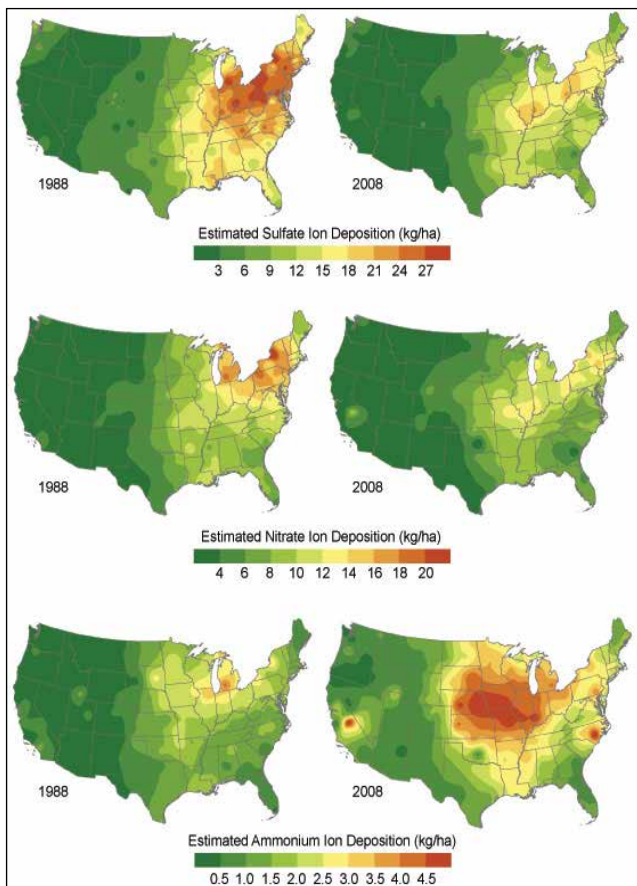 1988
2008
Estimated Sulfate Ion Deposition (kg/ha)
3 6 9 12 15 18 21 24 27
1988
2008
Estimated Nitrate Ion Deposition (kg/ha)
4 6 8 10 12 14 16 18 20
1988
2008
Estimated Ammonium Ion Deposition (kg/ha)
0.5 1.0 1.5 2.0 2.5 3.0 3.5 4.0 4.5